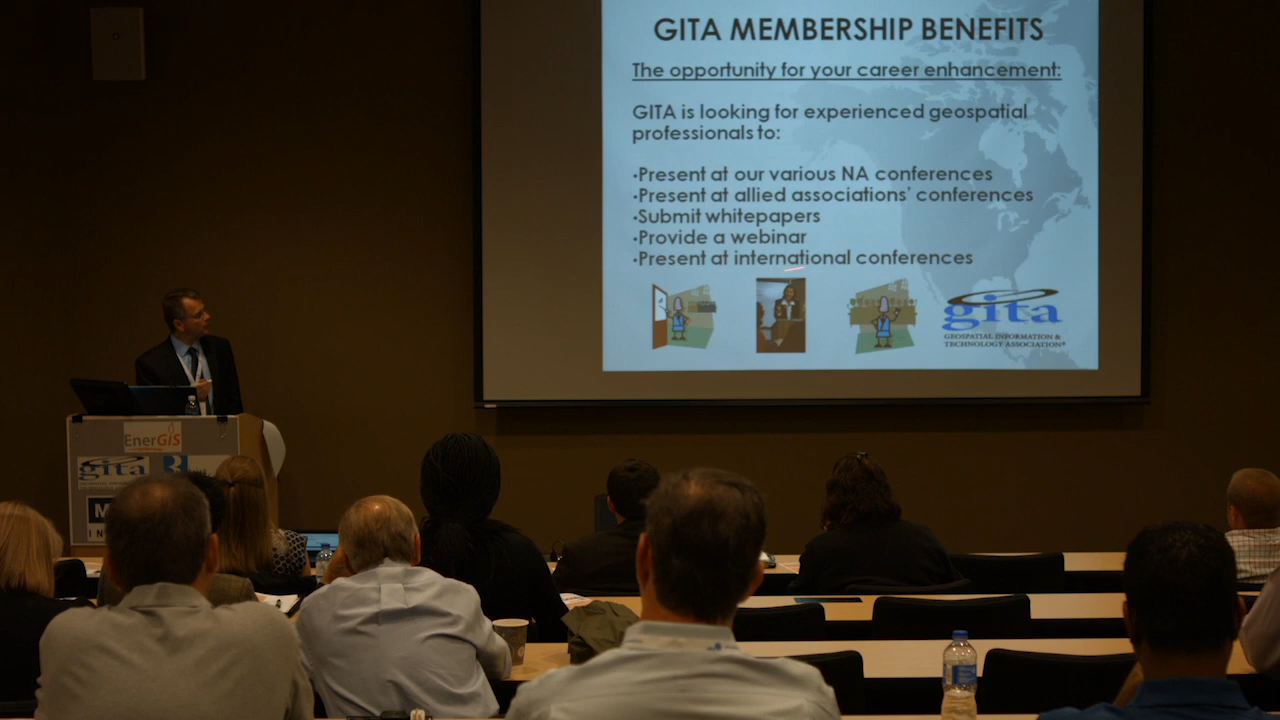 GITA MEMBERSHIP BENEFITS
The opportunity for your career enhancement:
GITA is looking for experienced geospatial
professionals to:
•Present at our various NA conferences
•Present at allied associations’ conferences
•Submit whitepapers
•Provide a webinar
•Present at international conferences
gita
GEOSPATIAL INFORMATION &
TECHNOLOGY ASSOCIATION®
EnerGIS
gita